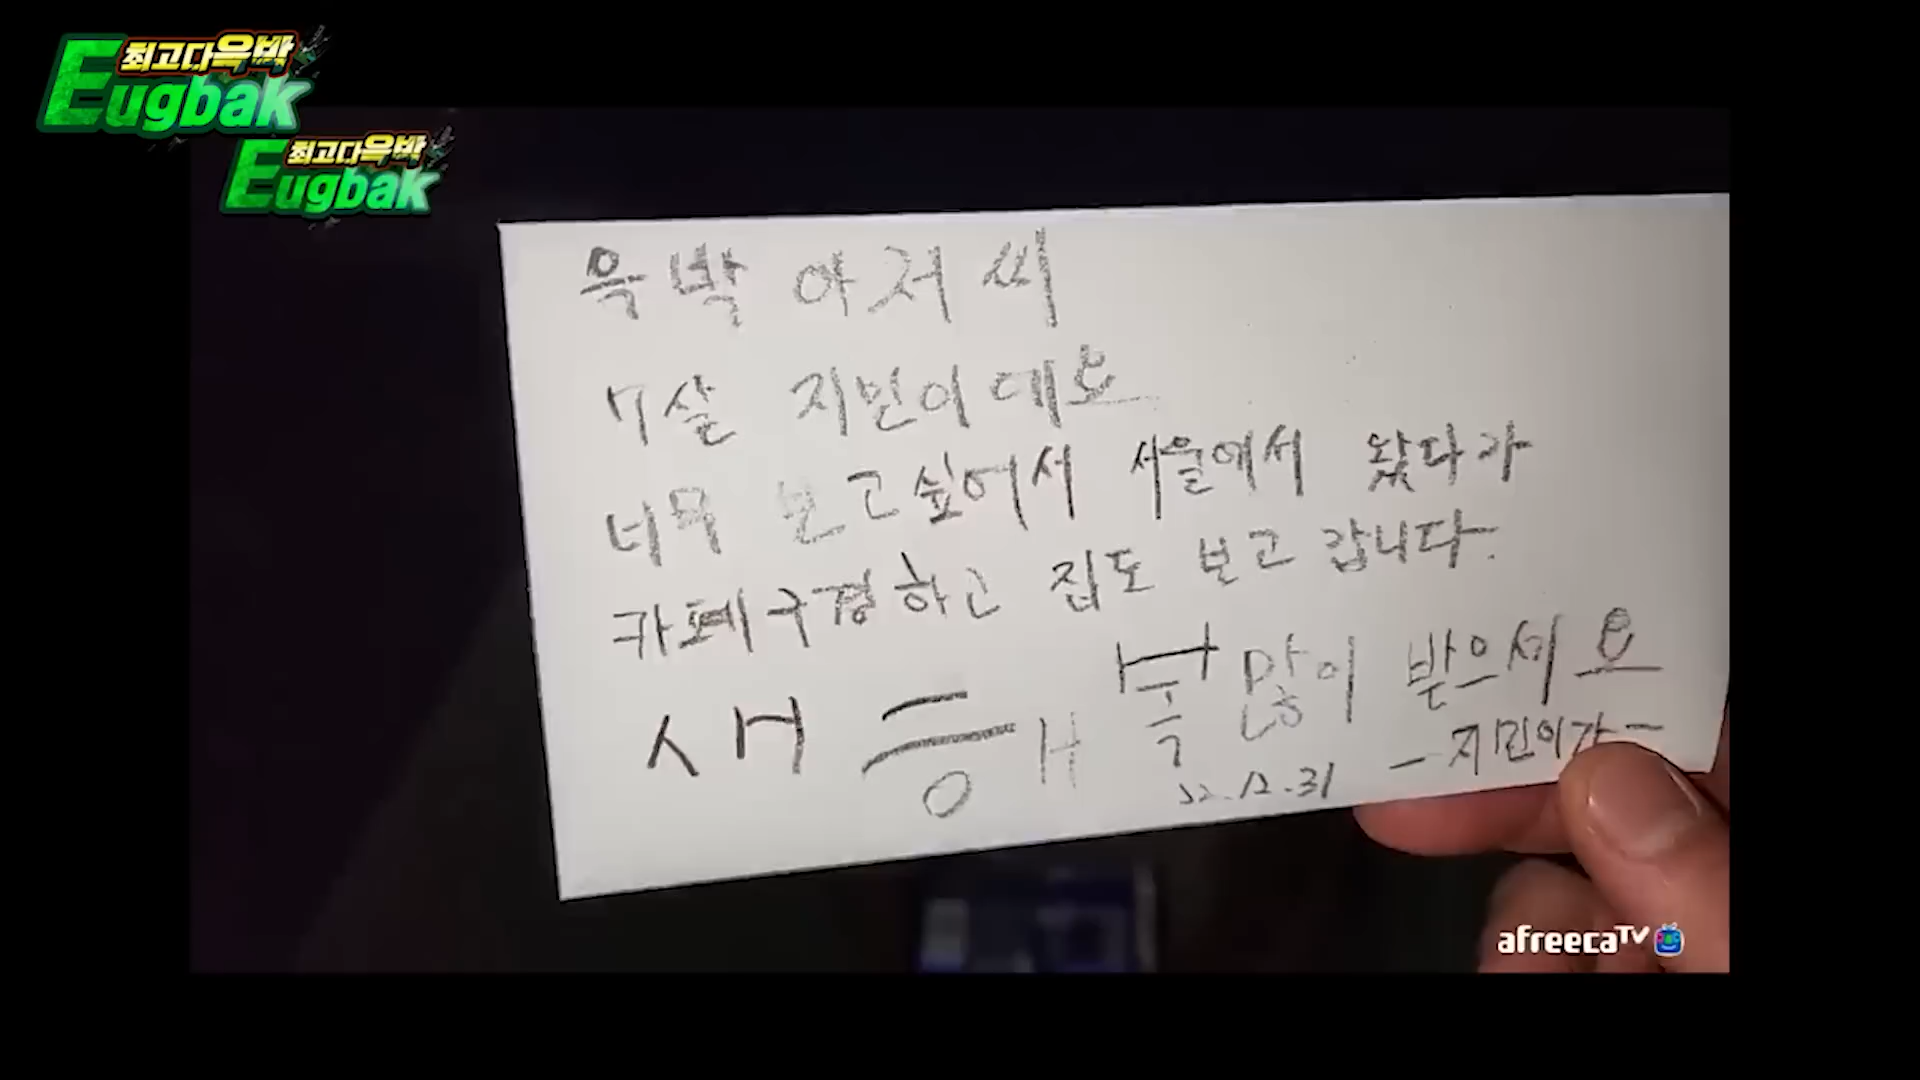 최고다윽박
Eugbak
최고다윽박
Eugbak
윽박 아저씨
7살 지민이에요
너무 보고싶어서 서울에서 왔다가
카페구경하고 집도 보고 갑니다.
새해 복 많이 받으세요
22.12.31 -지민이가-
afreecaTV